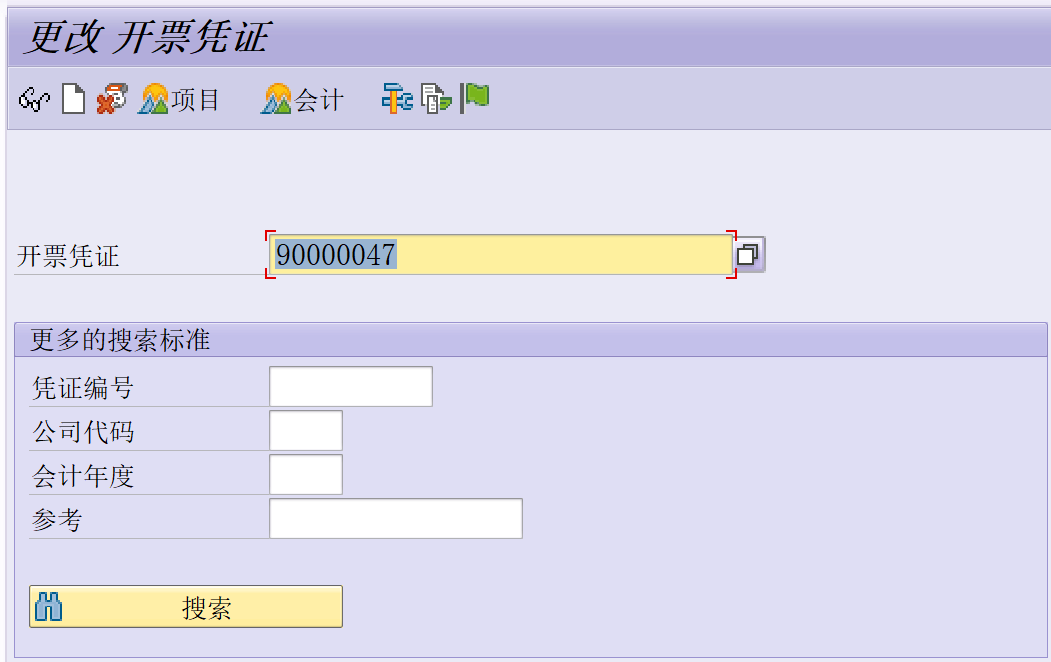 更改 开票凭证
项目 会计
开票凭证 90000047
更多的搜索标准
凭证编号
公司代码
会计年度
参考
搜索